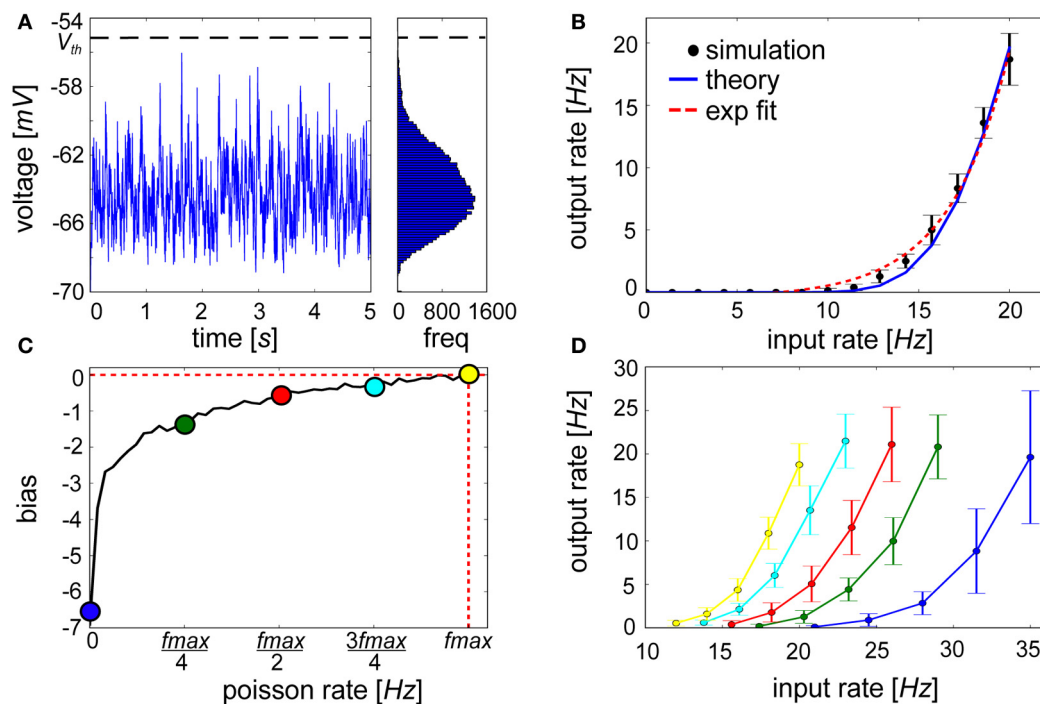 A
-54
V_th
-58
-62
-66
-70
voltage [mV]
0 1 2 3 4 5
time [s]
0 1600
freq
B
20
15
10
5
0
output rate [Hz]
simulation
theory
exp fit
0 5 10 15 20
input rate [Hz]
C
0
-1
-2
-3
-4
-5
-6
-7
bias
0 fmax/4 fmax/2 3fmax/4 fmax
poisson rate [Hz]
D
30
25
20
15
10
5
0
output rate [Hz]
10 15 20 25 30 35
input rate [Hz]